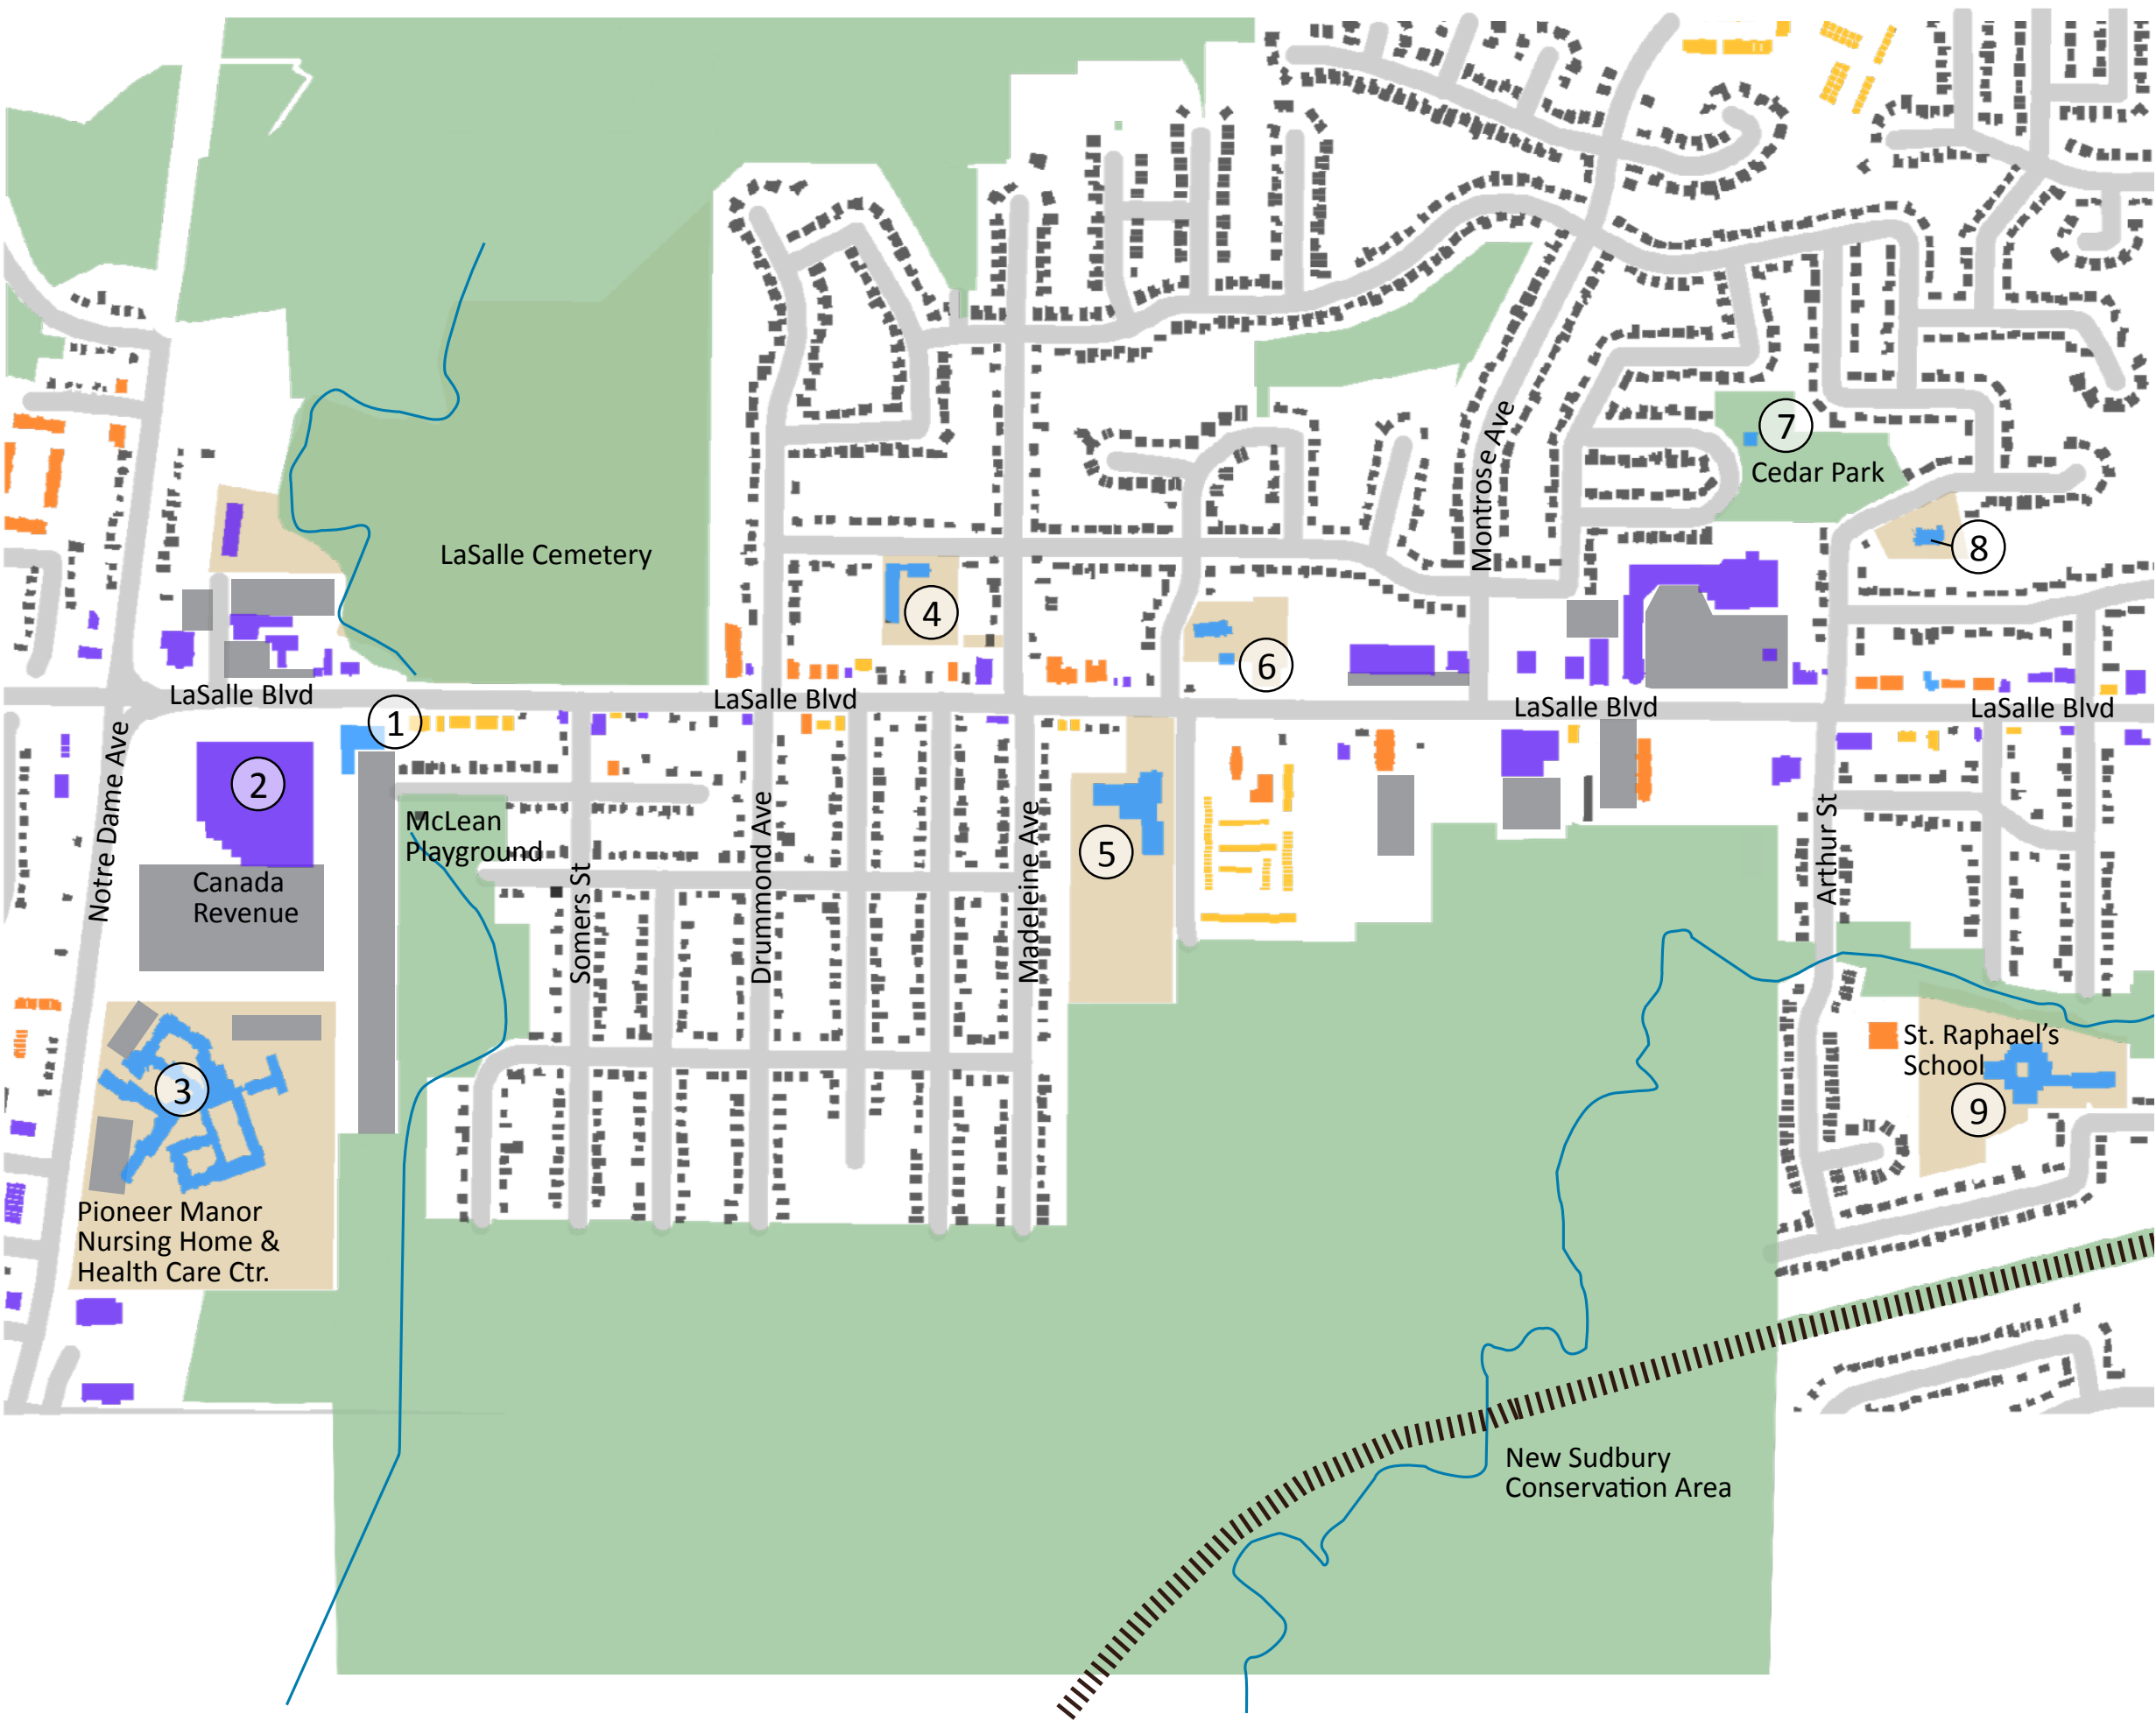 7
Cedar Park
Montrose Ave
8
LaSalle Cemetery
4
6
LaSalle Blvd
LaSalle Blvd
LaSalle Blvd
LaSalle Blvd
1
2
Notre Dame Ave
McLean
Playground
Canada
Revenue
Somers St
Drummond Ave
Madeleine Ave
5
Arthur St
3
St. Raphael's
School
9
Pioneer Manor
Nursing Home &
Health Care Ctr.
New Sudbury
Conservation Area